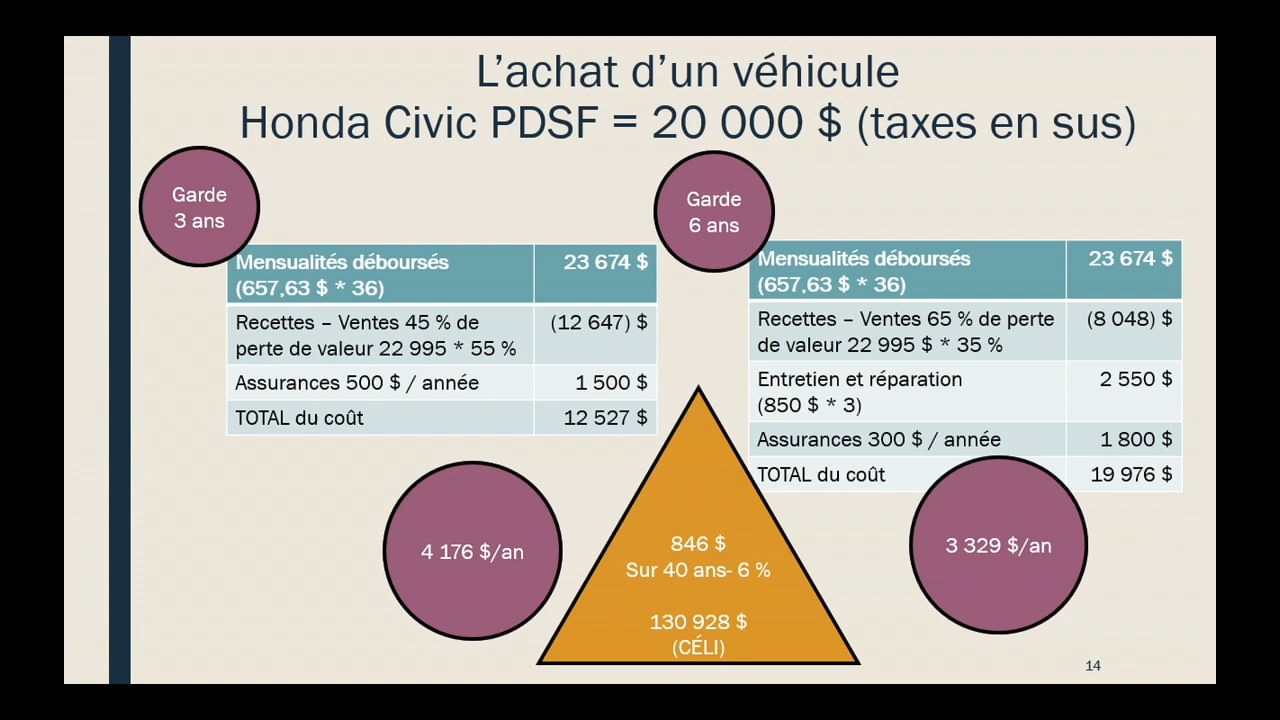 L'achat d'un véhicule
Honda Civic PDSF = 20 000 $ (taxes en sus)
Garde
3 ans
Mensualités déboursés
(657,63 $ * 36)
23 674 $
Recettes – Ventes 45 % de
perte de valeur 22 995 * 55 %
(12 647) $
Assurances 500 $ / année
1 500 $
TOTAL du coût
12 527 $
4 176 $/an
Garde
6 ans
Mensualités déboursés
(657,63 $ * 36)
23 674 $
Recettes – Ventes 65 % de perte
de valeur 22 995 $ * 35 %
(8 048) $
Entretien et réparation
(850 $ * 3)
2 550 $
Assurances 300 $ / année
1 800 $
TOTAL du coût
19 976 $
3 329 $/an
846 $
Sur 40 ans- 6 %
130 928 $
(CÉLI)
14